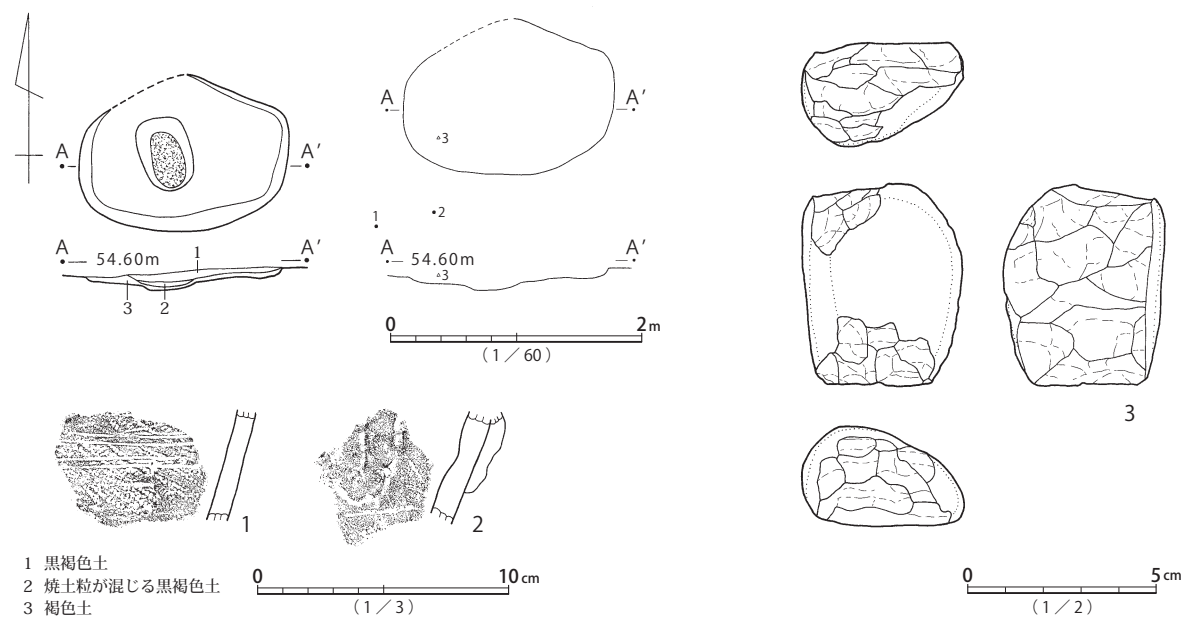 A A′
A 54.60m 1 A′
3 2
A A′
3
1 2
A 54.60m A′
3
0 2m
(1／60)
1
2
3
1 黒褐色土
2 焼土粒が混じる黒褐色土
3 褐色土
0 10cm
(1／3)
0 5cm
(1／2)